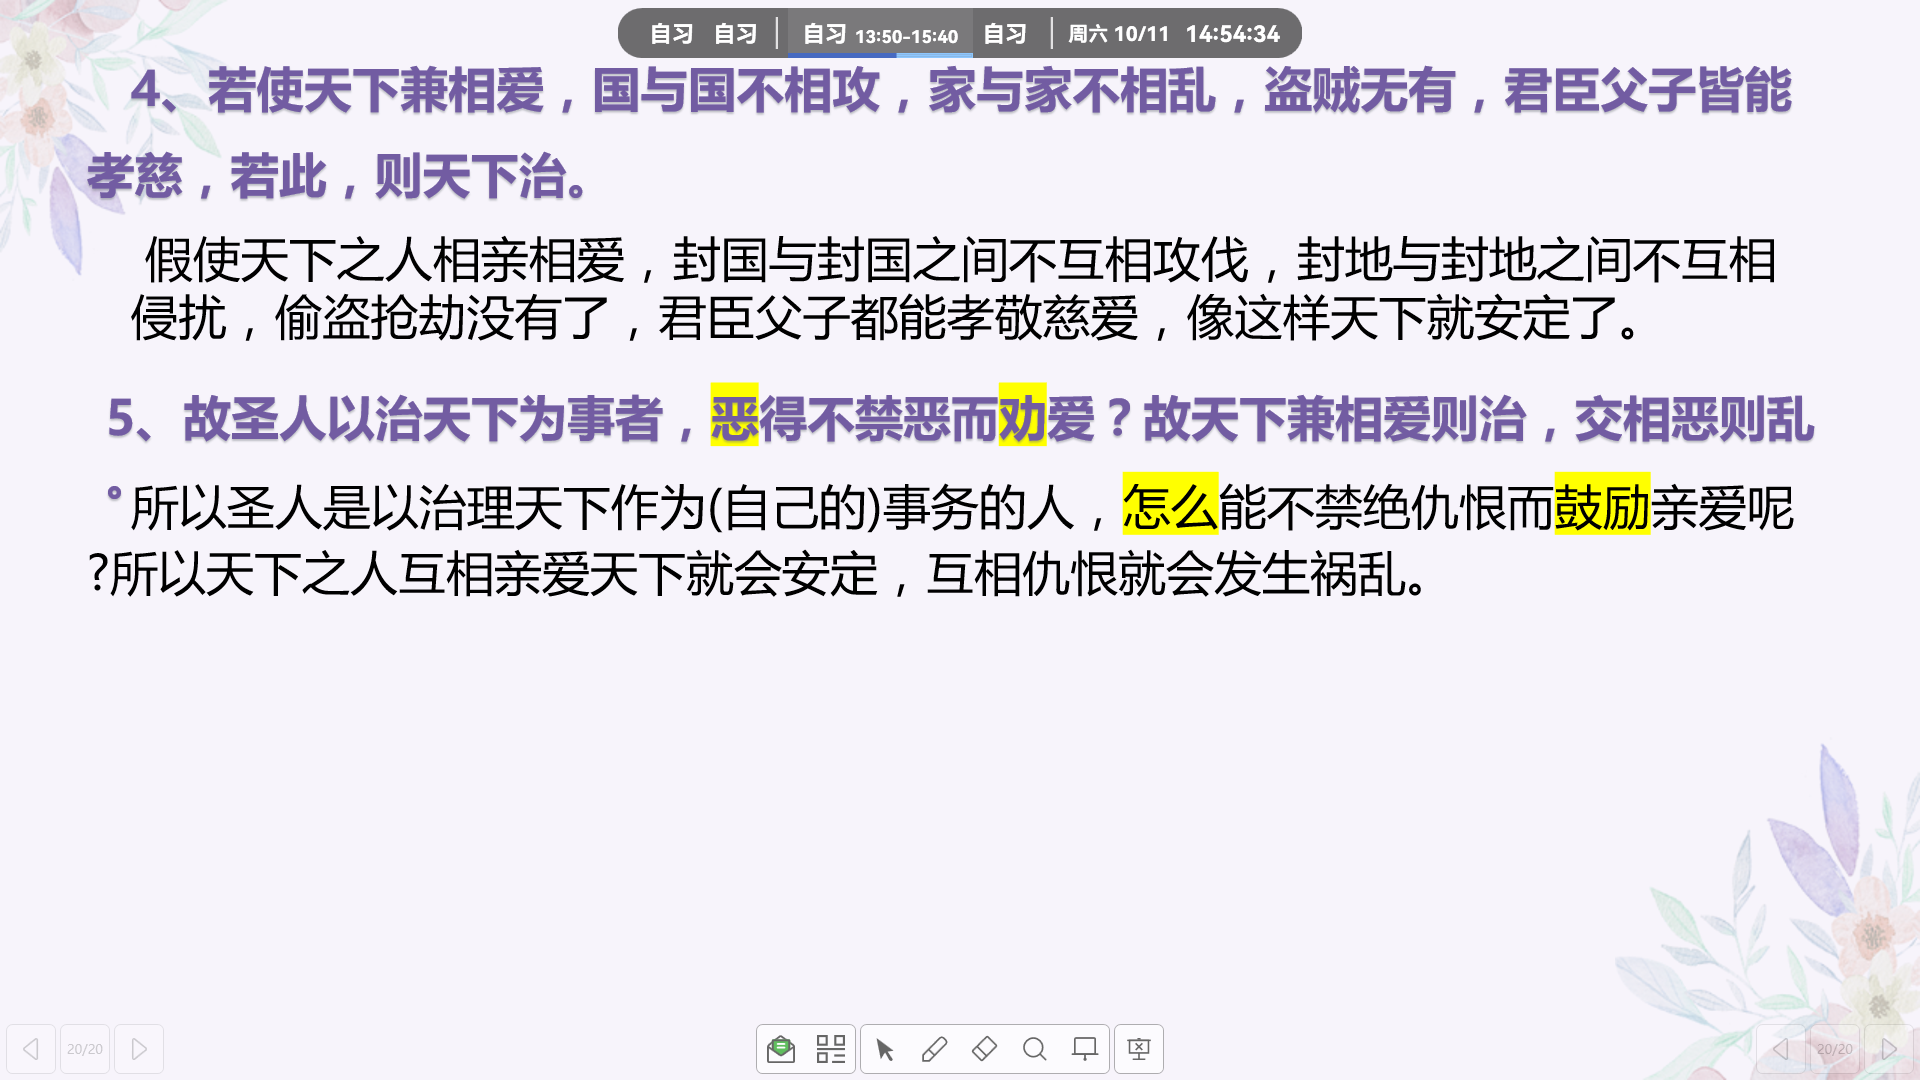 自习 自习 自习 13:50-15:40 自习 周六 10/11 14:54:34
4、若使天下兼相爱，国与国不相攻，家与家不相乱，盗贼无有，君臣父子皆能
孝慈，若此，则天下治。
假使天下之人相亲相爱，封国与封国之间不互相攻伐，封地与封地之间不互相
侵扰，偷盗抢劫没有了，君臣父子都能孝敬慈爱，像这样天下就安定了。
5、故圣人以治天下为事者，恶得不禁恶而劝爱？故天下兼相爱则治，交相恶则乱
。
所以圣人是以治理天下作为(自己的)事务的人，怎么能不禁绝仇恨而鼓励亲爱呢
?所以天下之人互相亲爱天下就会安定，互相仇恨就会发生祸乱。
20/20 20/20